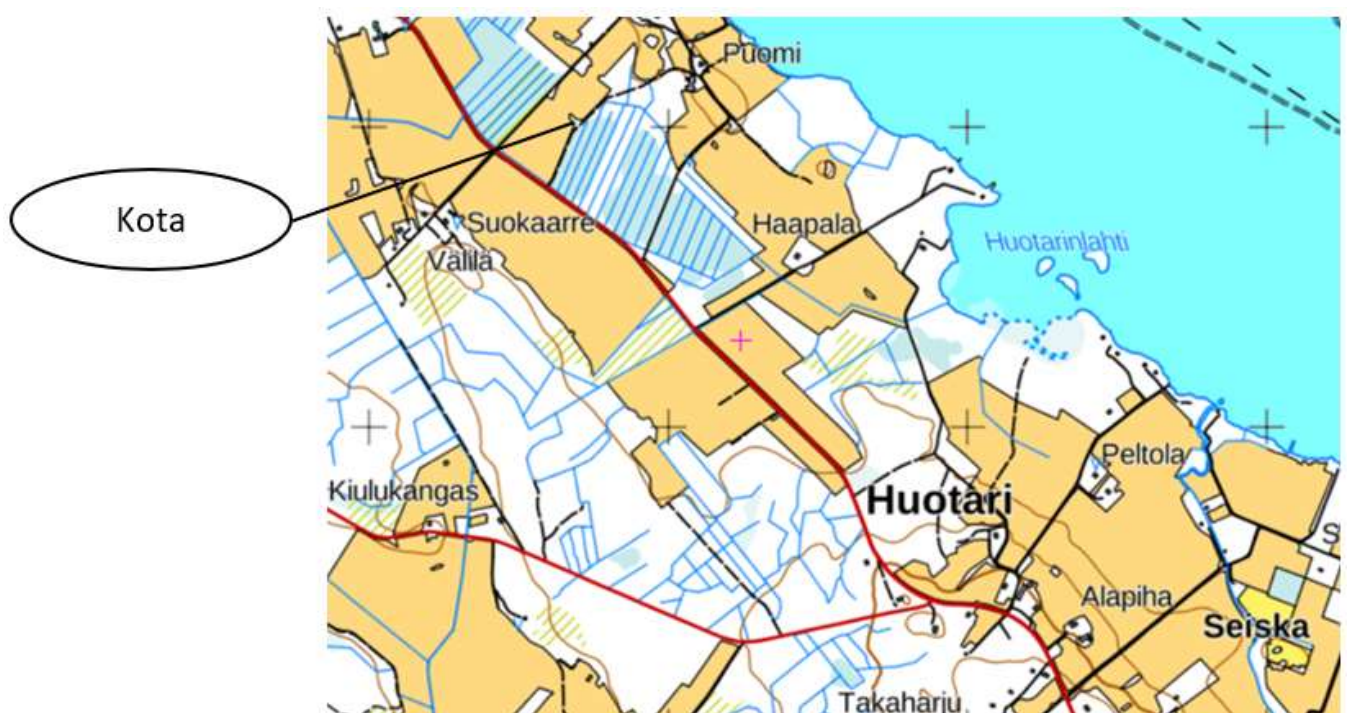 Puomi
Kota
Suokaarre
Haapala
Huotarinlahti
Välilä
Peltola
Kiulukangas
Huotari
S
Alapiha
Seiska
Takaharju